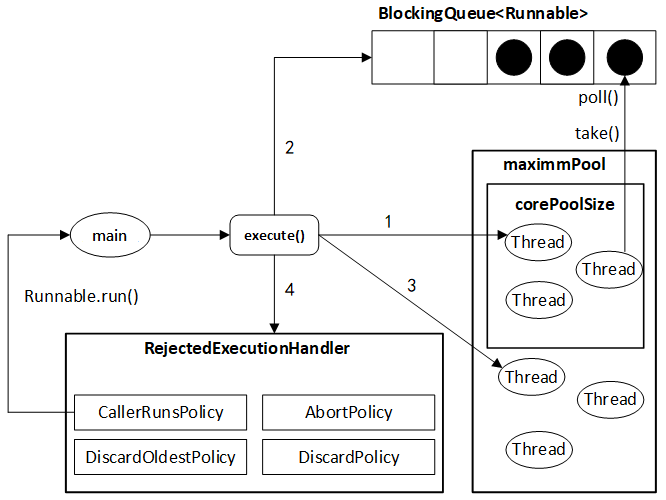 BlockingQueue<Runnable>
poll()
take()
2
maximmPool
corePoolSize
1
Thread
main
execute()
Thread
3
4
Thread
Runnable.run()
RejectedExecutionHandler
Thread
CallerRunsPolicy
AbortPolicy
Thread
DiscardOldestPolicy
DiscardPolicy
Thread